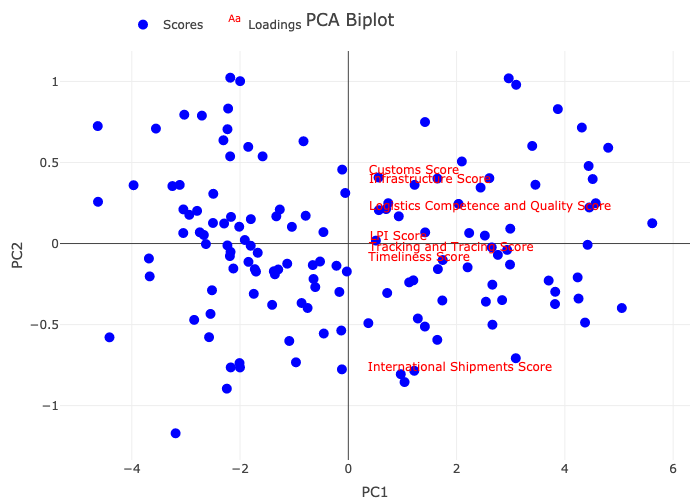 Aa
Scores
Loadings
PCA Biplot
1
0.5
0
−0.5
−1
PC2
Customs Score
Infrastructure Score
Logistics Competence and Quality Score
LPI Score
Tracking and Tracing Score
Timeliness Score
International Shipments Score
−4
−2
0
2
4
6
PC1